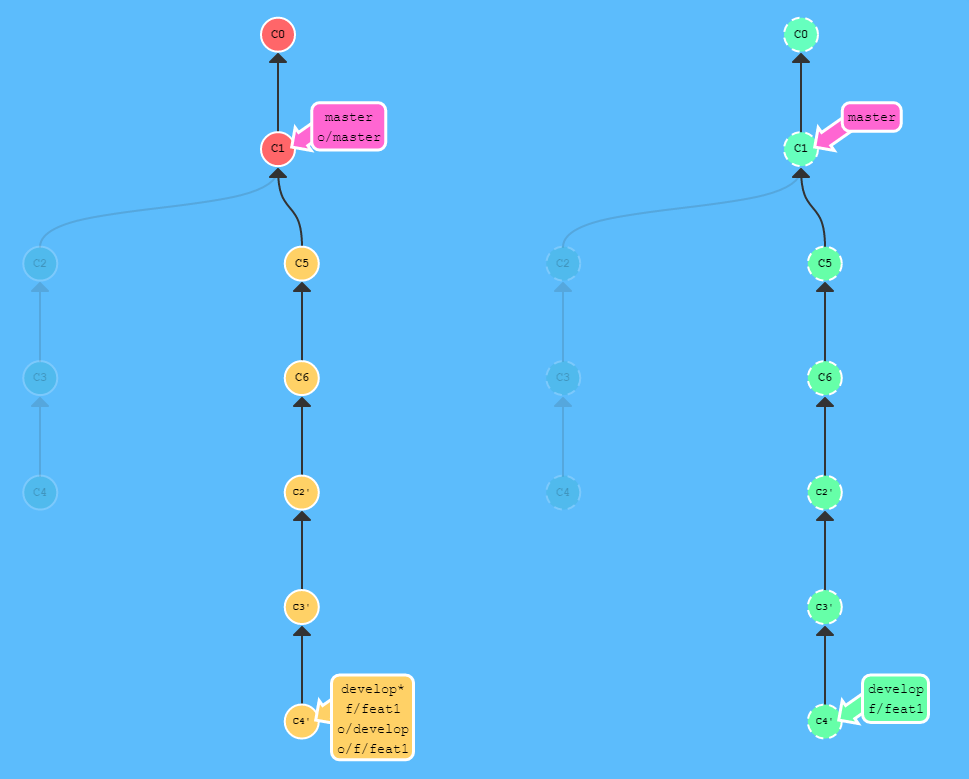 C0
C0
master
o/master
master
C1
C1
C2
C5
C2
C5
C3
C6
C3
C6
C4
C2'
C4
C2'
C3'
C3'
develop*
f/feat1
o/develop
o/f/feat1
C4'
develop
f/feat1
C4'